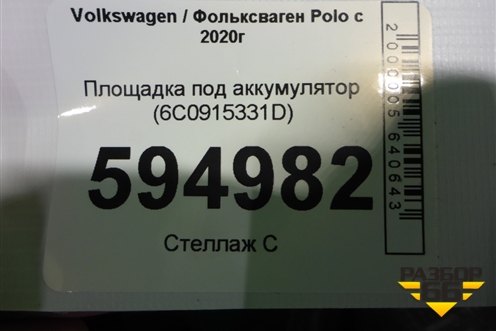 Volkswagen / Фольксваген Polo с
2020г
Площадка под аккумулятор
(6C0915331D)
594982
Стеллаж С
2000005640643
РАЗБОР
66